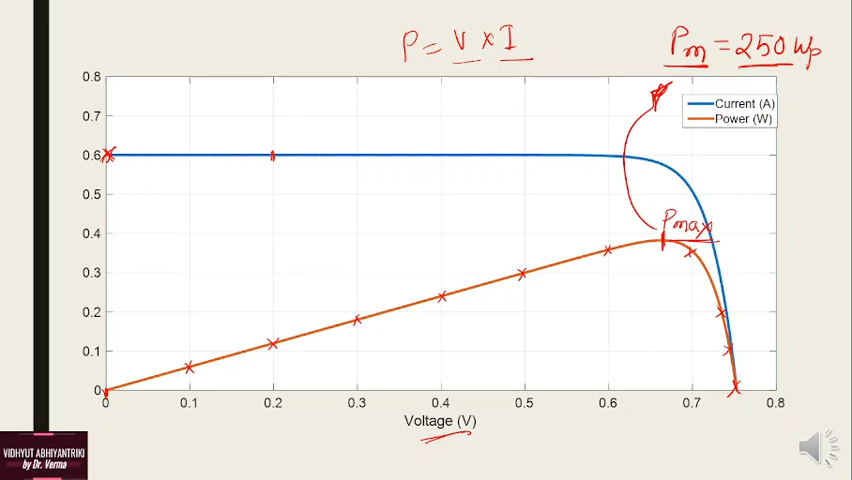 P = V × I
Pm = 250 Wp
0.8
0.7
0.6
0.5
0.4
0.3
0.2
0.1
0
Current (A)
Power (W)
Pmax
0 0.1 0.2 0.3 0.4 0.5 0.6 0.7 0.8
Voltage (V)
VIDHYUT ABHIYANTRIKI
by Dr. Verma